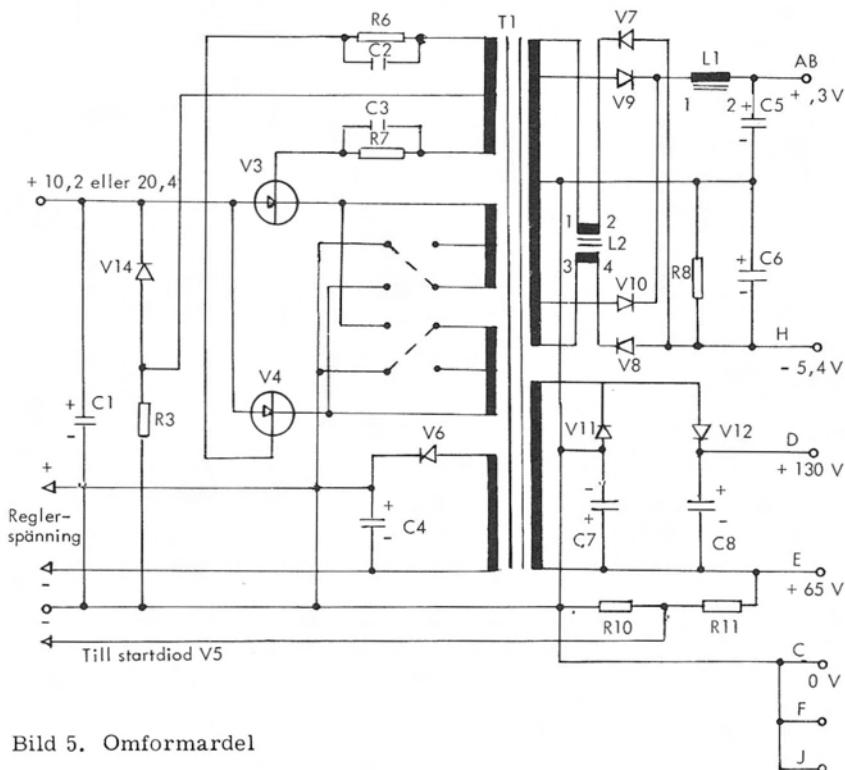 T1
V7
R6
C2
V9
L1
AB
1
2
+
C5
+ ,3 V
-
C3
R7
V3
+ 10,2 eller 20,4
1
2
L2
3
4
V14
R8
+
C6
-
V10
H
V4
V8
- 5,4V
+
C1
-
R3
V11
V12
D
+ 130 V
V6
+
+
C4
-
-
+
C7
+
-
C8
Regler-
spänning
-
E
+ 65 V
-
R10
R11
Till startdiod V5
C
0 V
F
J
Bild 5. Omformardel